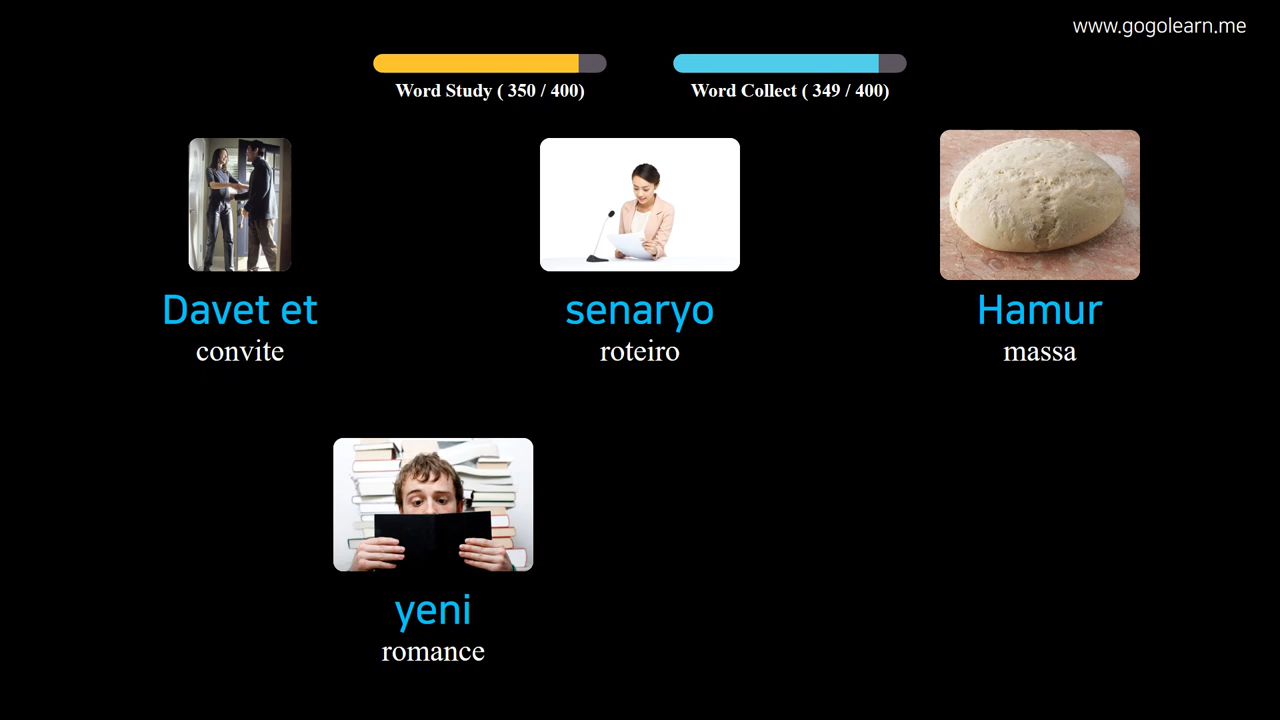 www.gogolearn.me
Word Study ( 350 / 400)
Word Collect ( 349 / 400)
Davet et
convite
senaryo
roteiro
Hamur
massa
yeni
romance